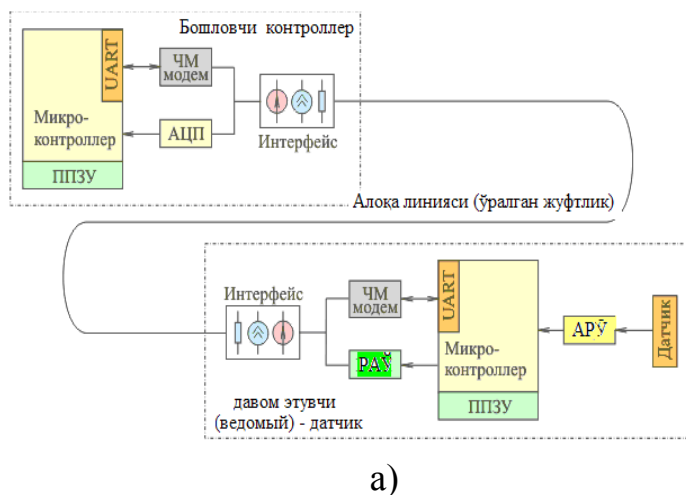 Бошловчи контроллер
UART
ЧМ
модем
Микро-
контроллер
АЦП
Интерфейс
ППЗУ
Алоқа линияси (ўралган жуфтлик)
Интерфейс
ЧМ
модем
UART
АРЎ
Датчик
РАЎ
Микро-
контроллер
давом этувчи
(ведомый) - датчик
ППЗУ
а)